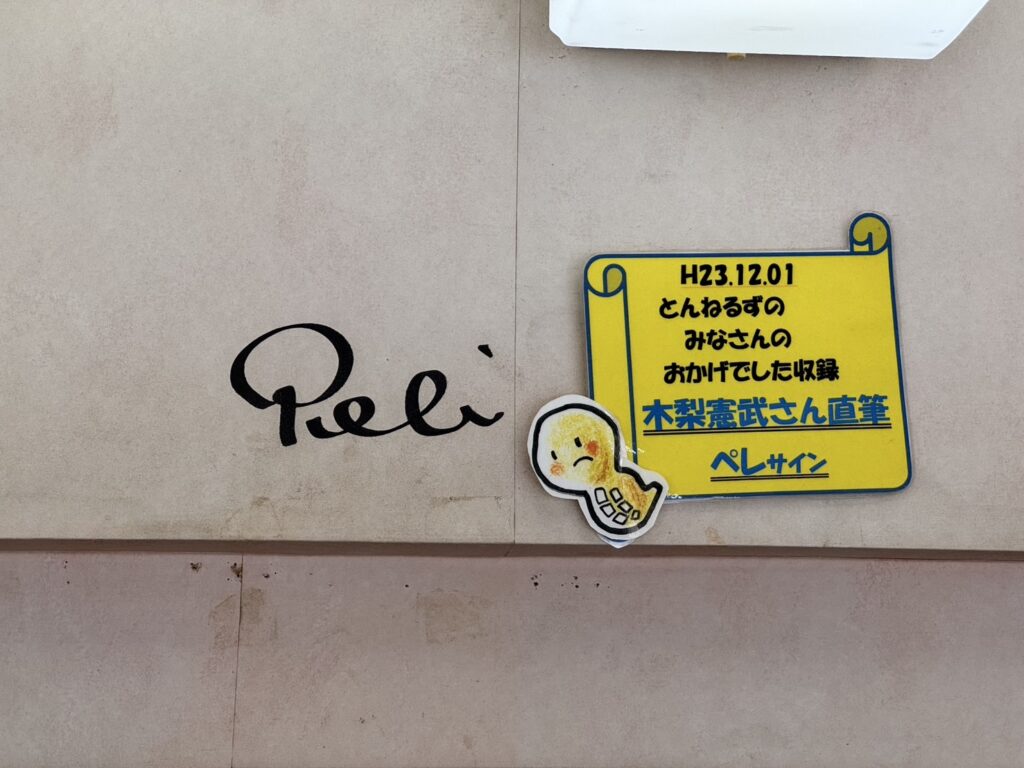 Peli
H23.12.01
とんねるずの
みなさんの
おかげでした収録
木梨憲武さん直筆
ペレサイン